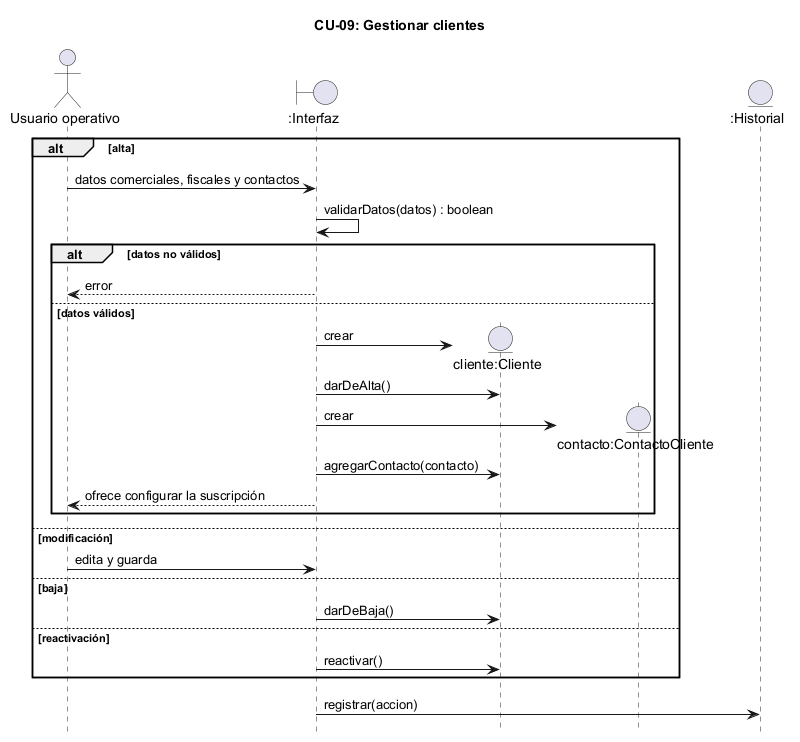 CU-09: Gestionar clientes
Usuario operativo
:Interfaz
:Historial
alt [alta]
datos comerciales, fiscales y contactos
validarDatos(datos) : boolean
alt [datos no válidos]
error
[datos válidos]
crear
cliente:Cliente
darDeAlta()
crear
contacto:ContactoCliente
agregarContacto(contacto)
ofrece configurar la suscripción
[modificación]
edita y guarda
[baja]
darDeBaja()
[reactivación]
reactivar()
registrar(accion)